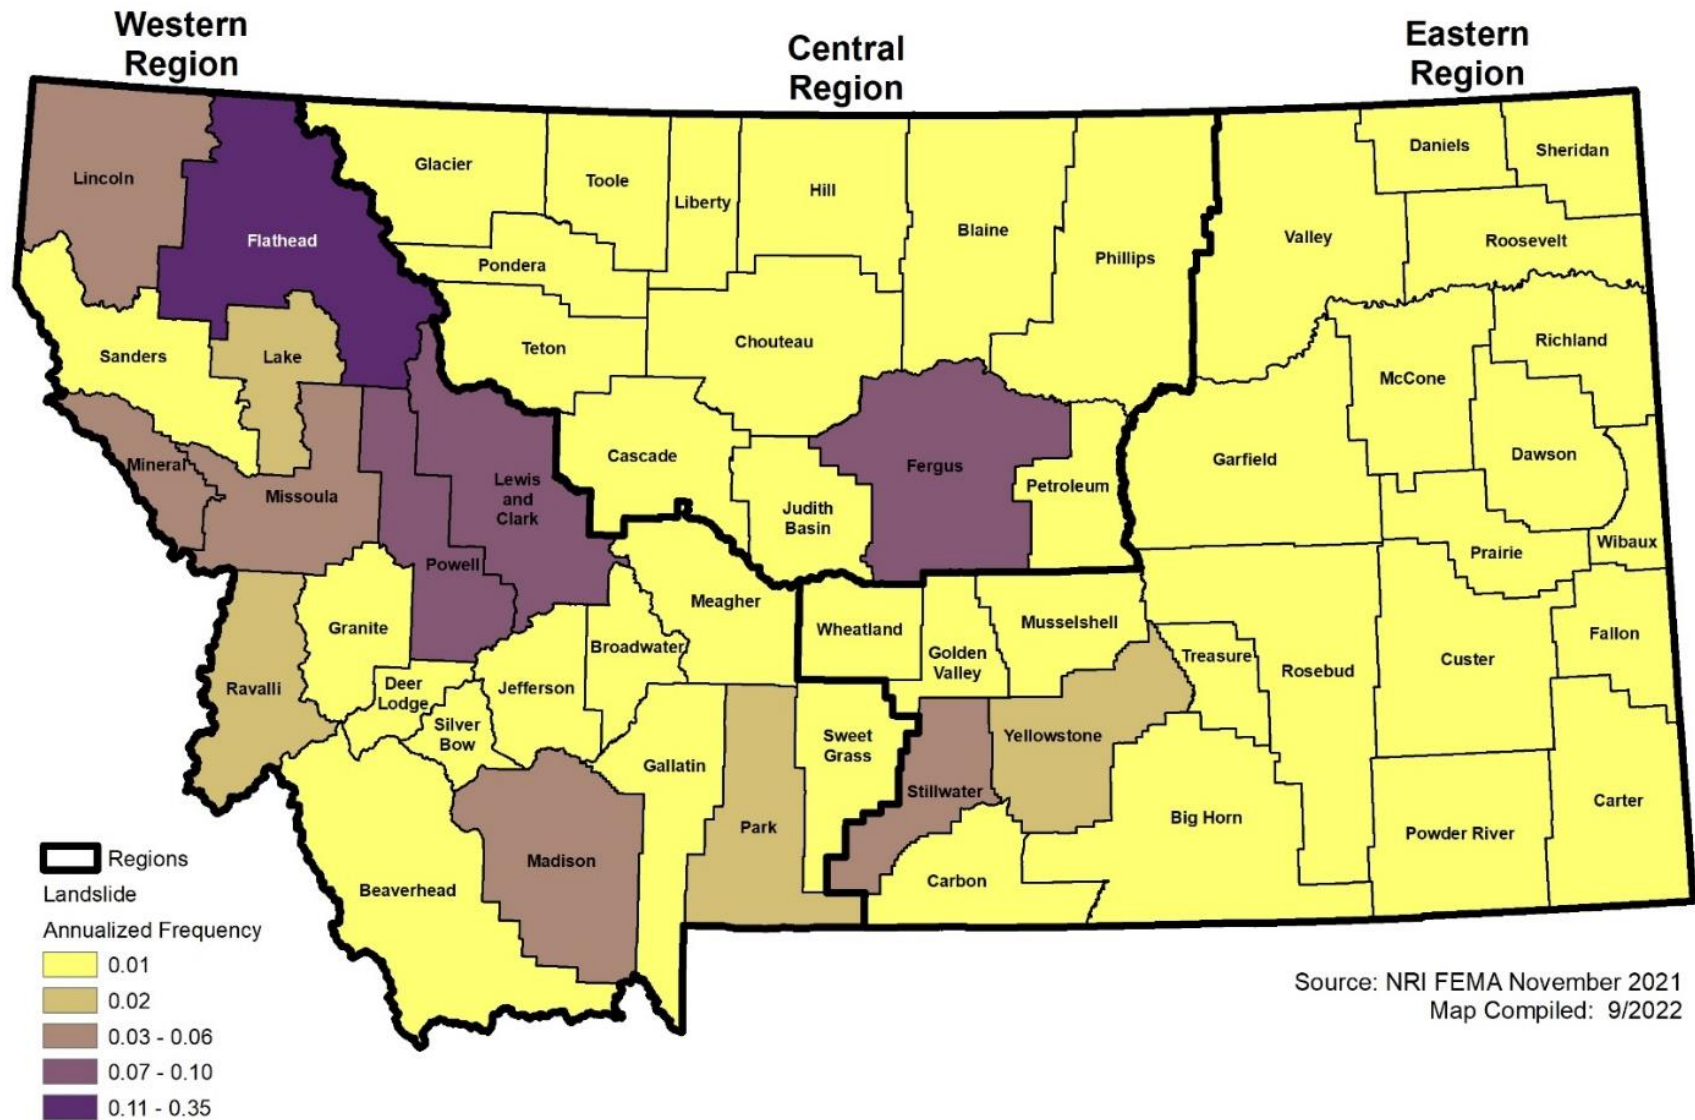 Western
Region
Central
Region
Eastern
Region
Lincoln
Flathead
Glacier
Toole
Liberty
Hill
Blaine
Phillips
Valley
Daniels
Sheridan
Roosevelt
Pondera
Teton
Chouteau
Sanders
Lake
McCone
Richland
Cascade
Fergus
Garfield
Dawson
Mineral
Missoula
Lewis
and
Clark
Judith
Basin
Petroleum
Powell
Prairie
Wibaux
Granite
Meagher
Broadwater
Wheatland
Golden
Valley
Musselshell
Treasure
Rosebud
Custer
Fallon
Ravalli
Deer
Lodge
Silver
Bow
Jefferson
Gallatin
Park
Sweet
Grass
Stillwater
Yellowstone
Big Horn
Powder River
Carter
Beaverhead
Madison
Carbon
Regions
Landslide
Annualized Frequency
0.01
0.02
0.03 - 0.06
0.07 - 0.10
0.11 - 0.35
Source: NRI FEMA November 2021
Map Compiled: 9/2022